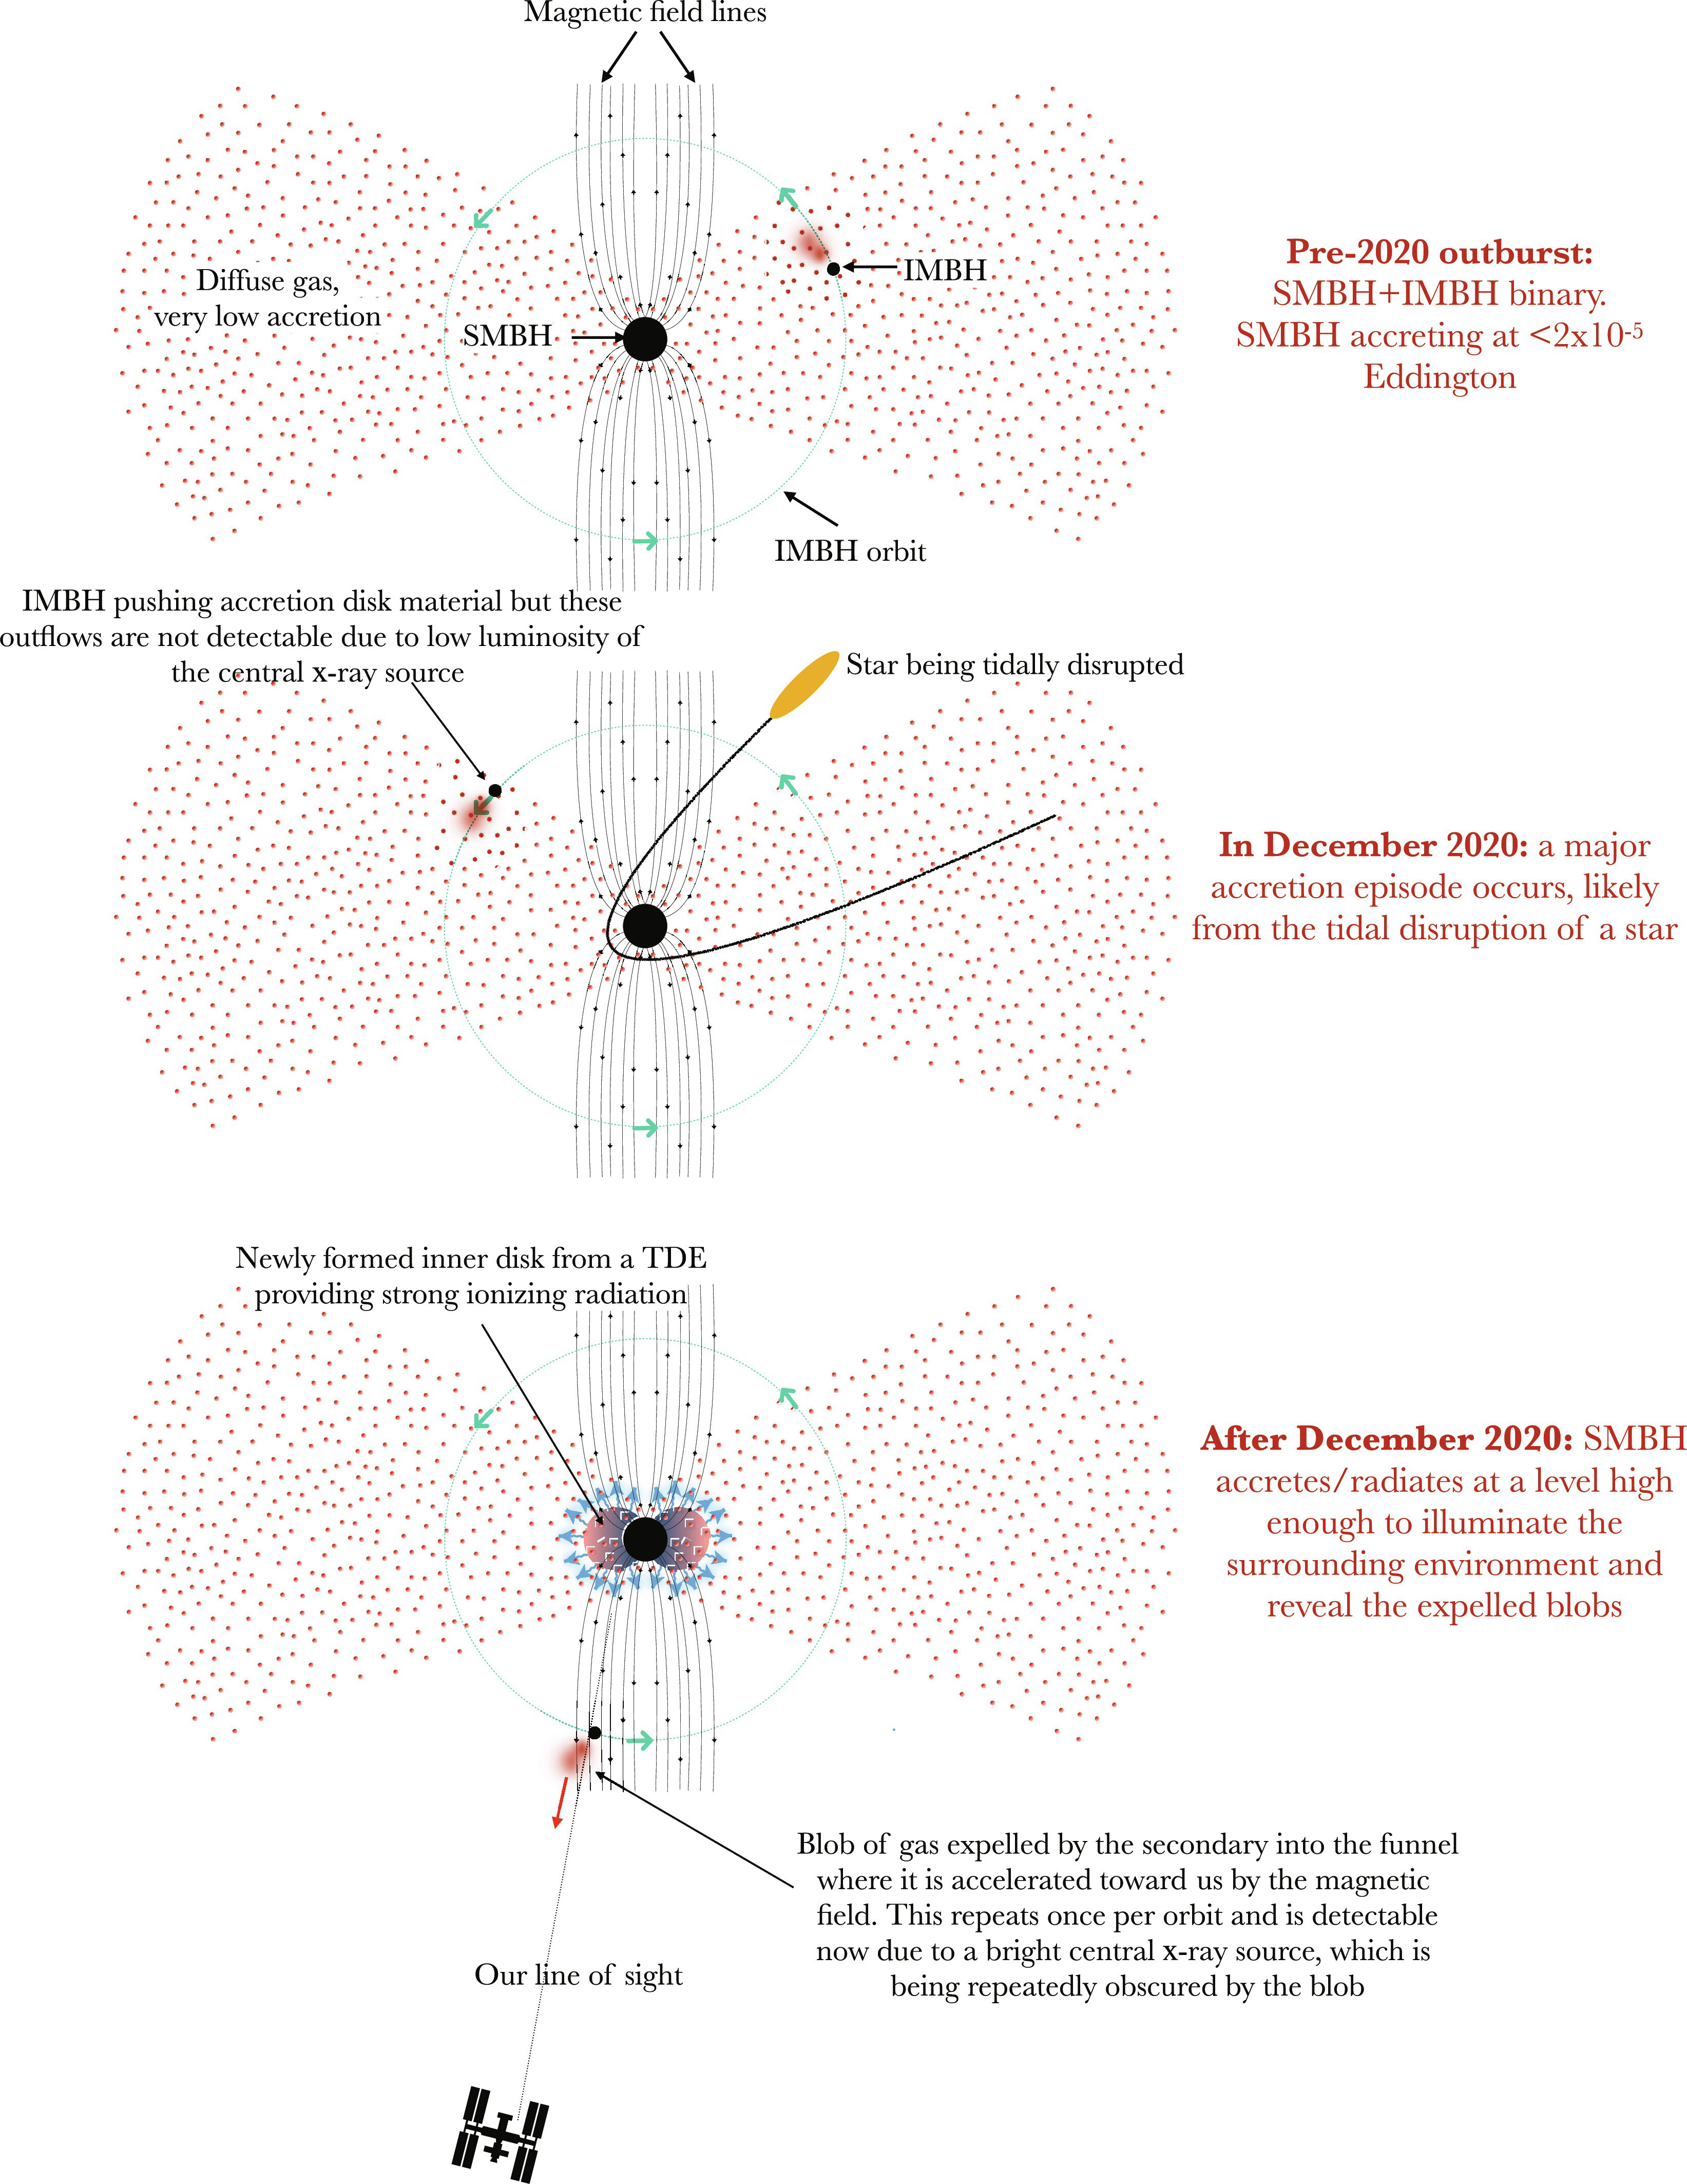 Magnetic field lines
Diffuse gas,
very low accretion
SMBH
IMBH
IMBH orbit
Pre-2020 outburst:
SMBH+IMBH binary.
SMBH accreting at <2x10⁻⁵
Eddington
IMBH pushing accretion disk material but these
outflows are not detectable due to low luminosity of
the central x-ray source
Star being tidally disrupted
In December 2020: a major
accretion episode occurs, likely
from the tidal disruption of a star
Newly formed inner disk from a TDE
providing strong ionizing radiation
After December 2020: SMBH
accretes/radiates at a level high
enough to illuminate the
surrounding environment and
reveal the expelled blobs
Blob of gas expelled by the secondary into the funnel
where it is accelerated toward us by the magnetic
field. This repeats once per orbit and is detectable
now due to a bright central x-ray source, which is
being repeatedly obscured by the blob
Our line of sight